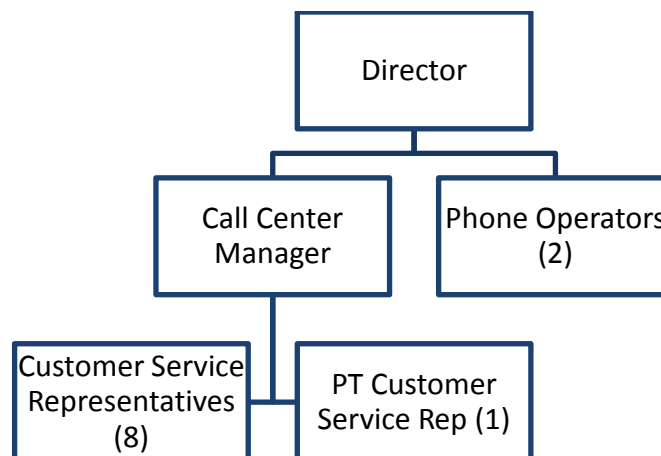 Director
Call Center
Manager
Phone Operators
(2)
Customer Service
Representatives
(8)
PT Customer
Service Rep (1)